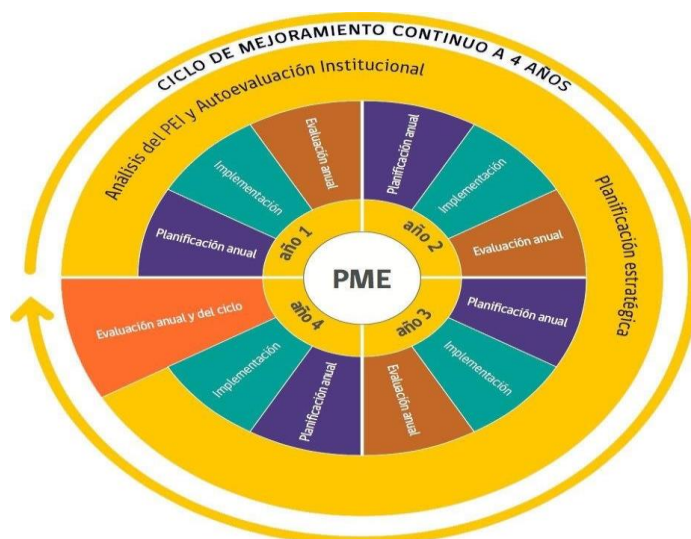 CICLO DE MEJORAMIENTO CONTINUO A 4 AÑOS
Análisis del PEI y Autoevaluación Institucional
Planificación estratégica
PME
año 1
Planificación anual
Implementación
Evaluación anual
año 2
Planificación anual
Implementación
Evaluación anual
año 3
Planificación anual
Implementación
Evaluación anual
año 4
Planificación anual
Implementación
Evaluación anual y del ciclo